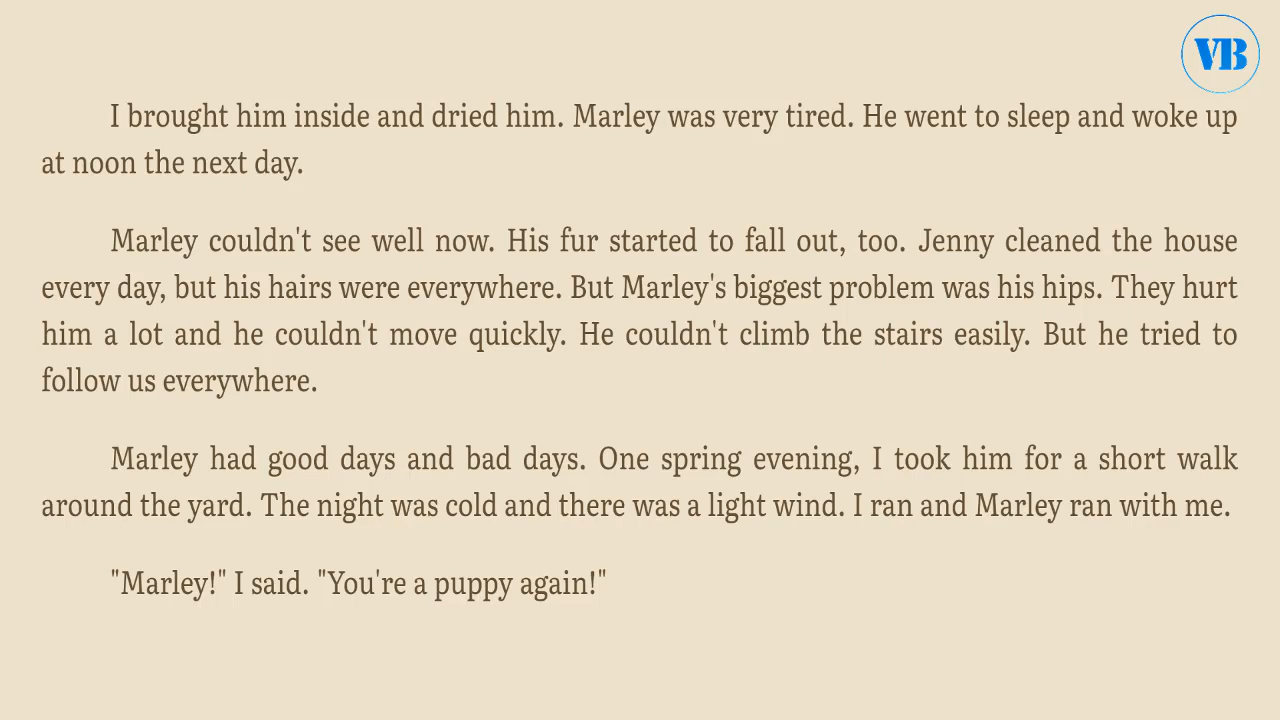 VB
I brought him inside and dried him. Marley was very tired. He went to sleep and woke up
at noon the next day.
Marley couldn't see well now. His fur started to fall out, too. Jenny cleaned the house
every day, but his hairs were everywhere. But Marley's biggest problem was his hips. They hurt
him a lot and he couldn't move quickly. He couldn't climb the stairs easily. But he tried to
follow us everywhere.
Marley had good days and bad days. One spring evening, I took him for a short walk
around the yard. The night was cold and there was a light wind. I ran and Marley ran with me.
"Marley!" I said. "You're a puppy again!"